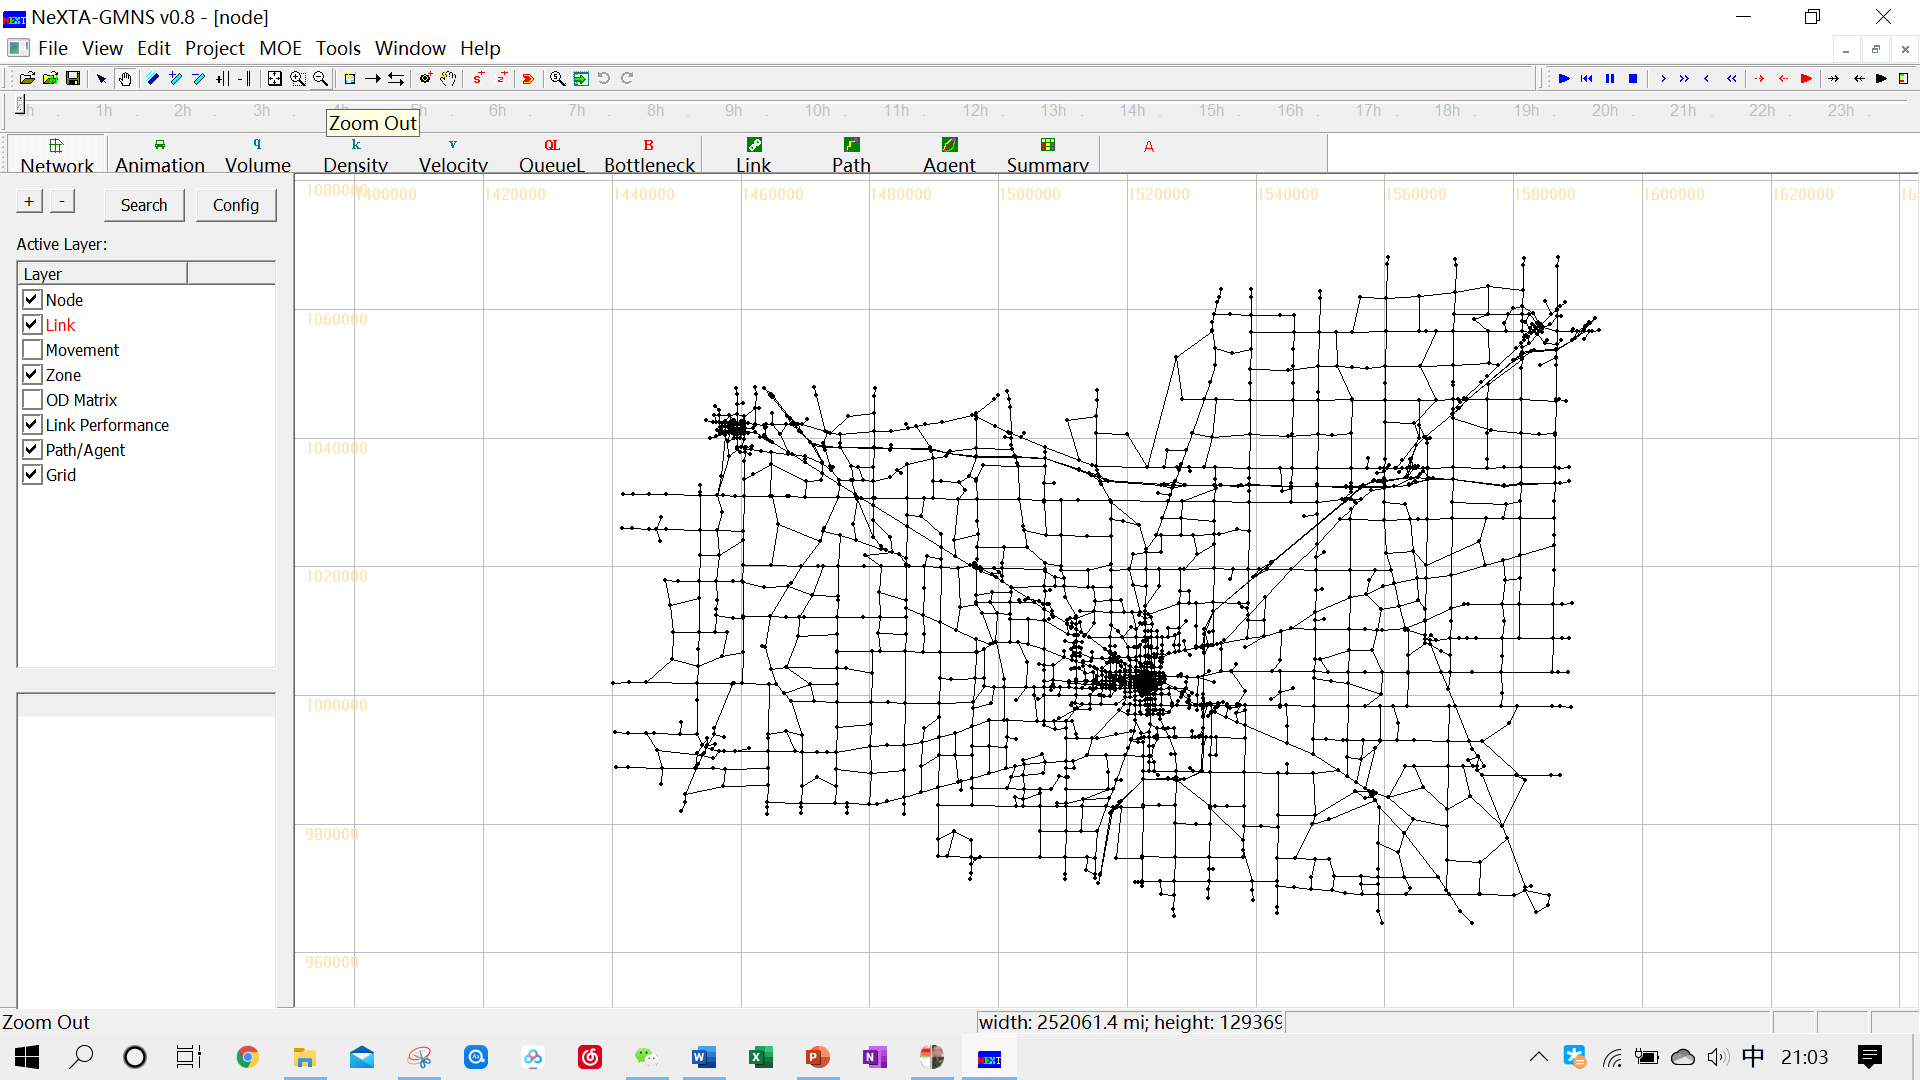 NeXTA-GMNS v0.8 - [node]
File View Edit Project MOE Tools Window Help
1h 2h 3h 4h 5h 6h 7h 8h 9h 10h 11h 12h 13h 14h 15h 16h 17h 18h 19h 20h 21h 22h 23h
Zoom Out
q k v QL B A
Network Animation Volume Density Velocity QueueL Bottleneck Link Path Agent Summary
+ - Search Config
Active Layer:
Layer
Node
Link
Movement
Zone
OD Matrix
Link Performance
Path/Agent
Grid
1400000 1420000 1440000 1460000 1480000 1500000 1520000 1540000 1560000 1580000 1600000 1620000 16
1080000
1060000
1040000
1020000
1000000
980000
960000
Zoom Out
width: 252061.4 mi; height: 129369
中 21:03